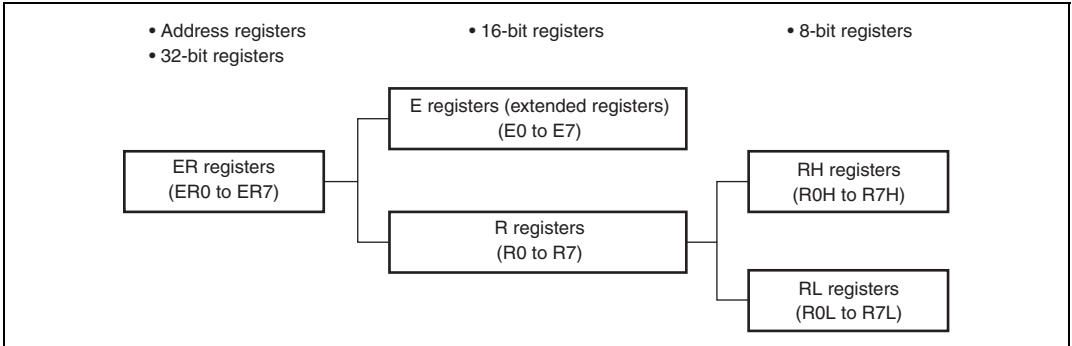 • Address registers
• 32-bit registers
• 16-bit registers
• 8-bit registers
E registers (extended registers)
(E0 to E7)
ER registers
(ER0 to ER7)
RH registers
(R0H to R7H)
R registers
(R0 to R7)
RL registers
(R0L to R7L)